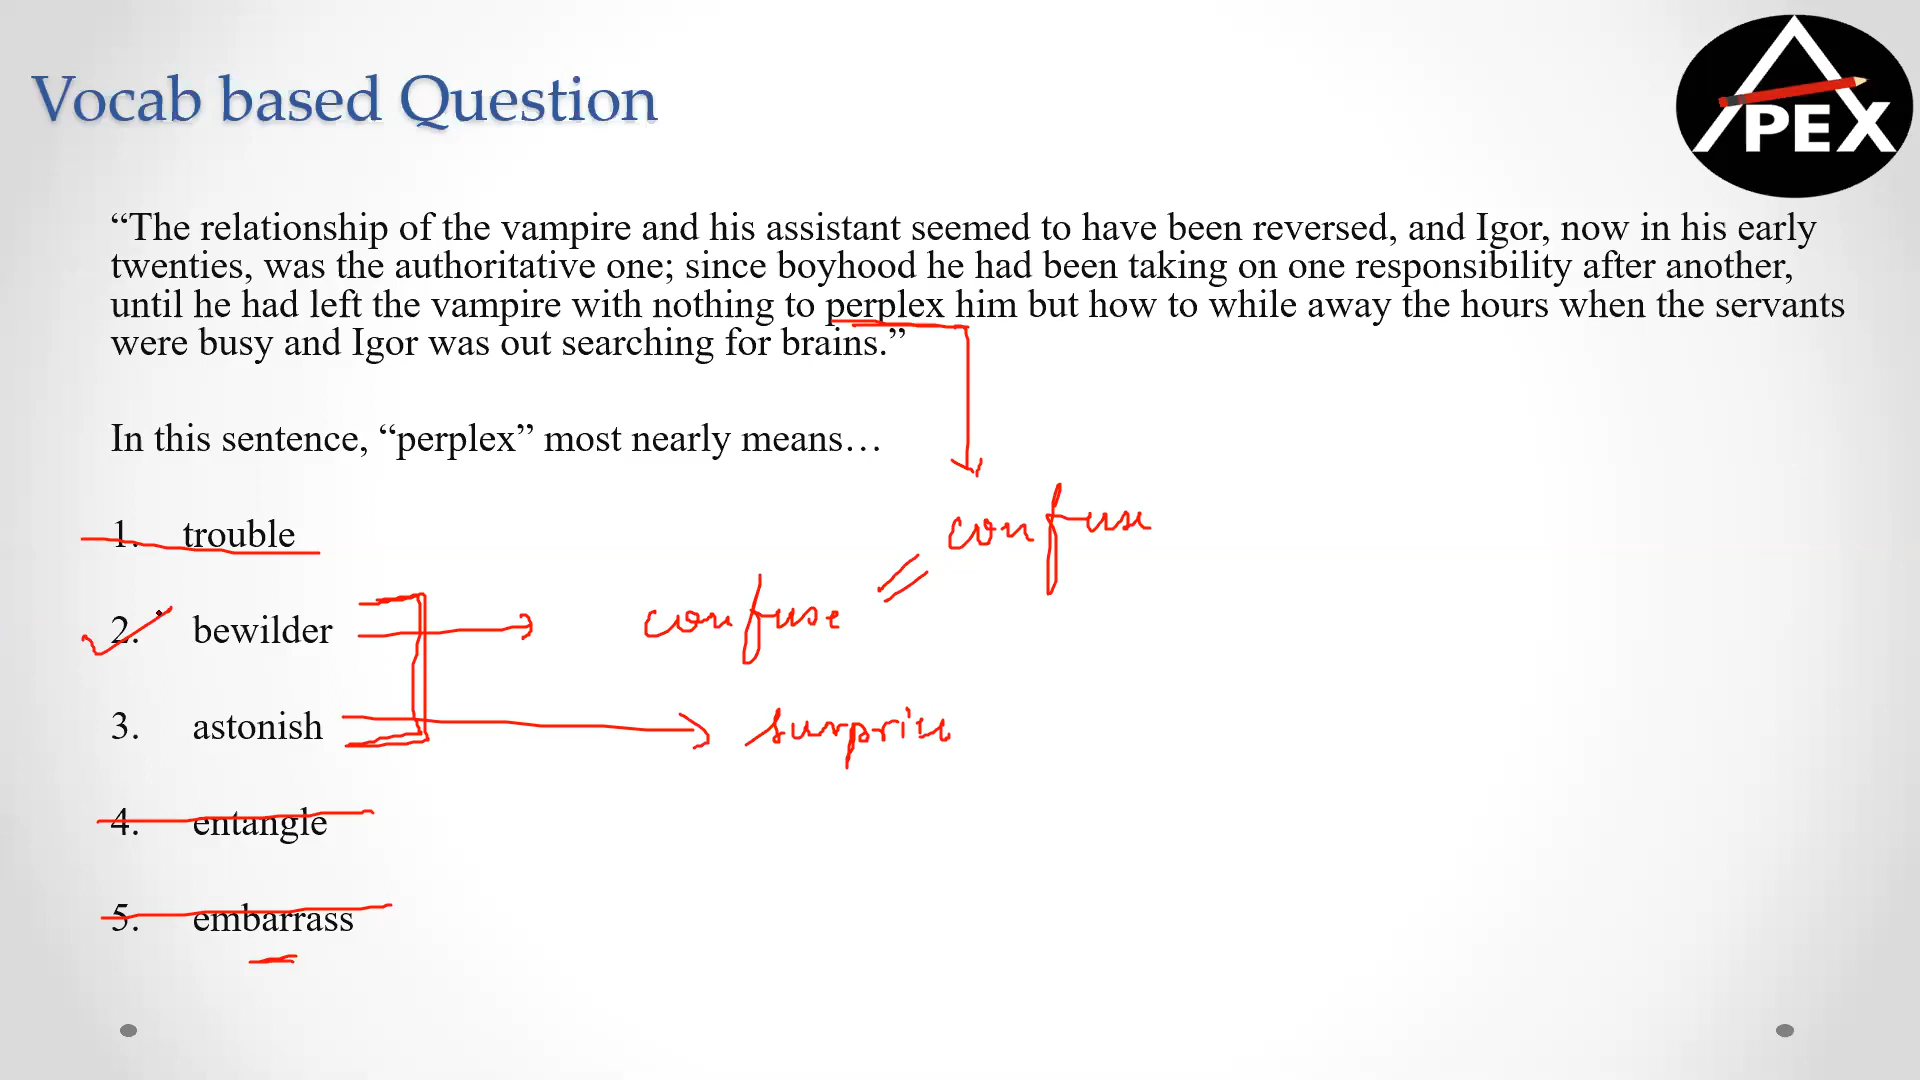 Vocab based Question
APEX
“The relationship of the vampire and his assistant seemed to have been reversed, and Igor, now in his early
twenties, was the authoritative one; since boyhood he had been taking on one responsibility after another,
until he had left the vampire with nothing to perplex him but how to while away the hours when the servants
were busy and Igor was out searching for brains.”
In this sentence, “perplex” most nearly means…
1. trouble
confuse
2. bewilder
confuse =
3. astonish
surprise
4. entangle
5. embarrass